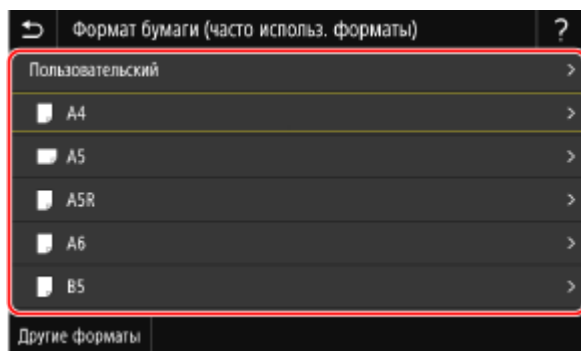 Формат бумаги (часто использ. форматы) ?
Пользовательский >
A4 >
A5 >
A5R >
A6 >
B5 >
Другие форматы